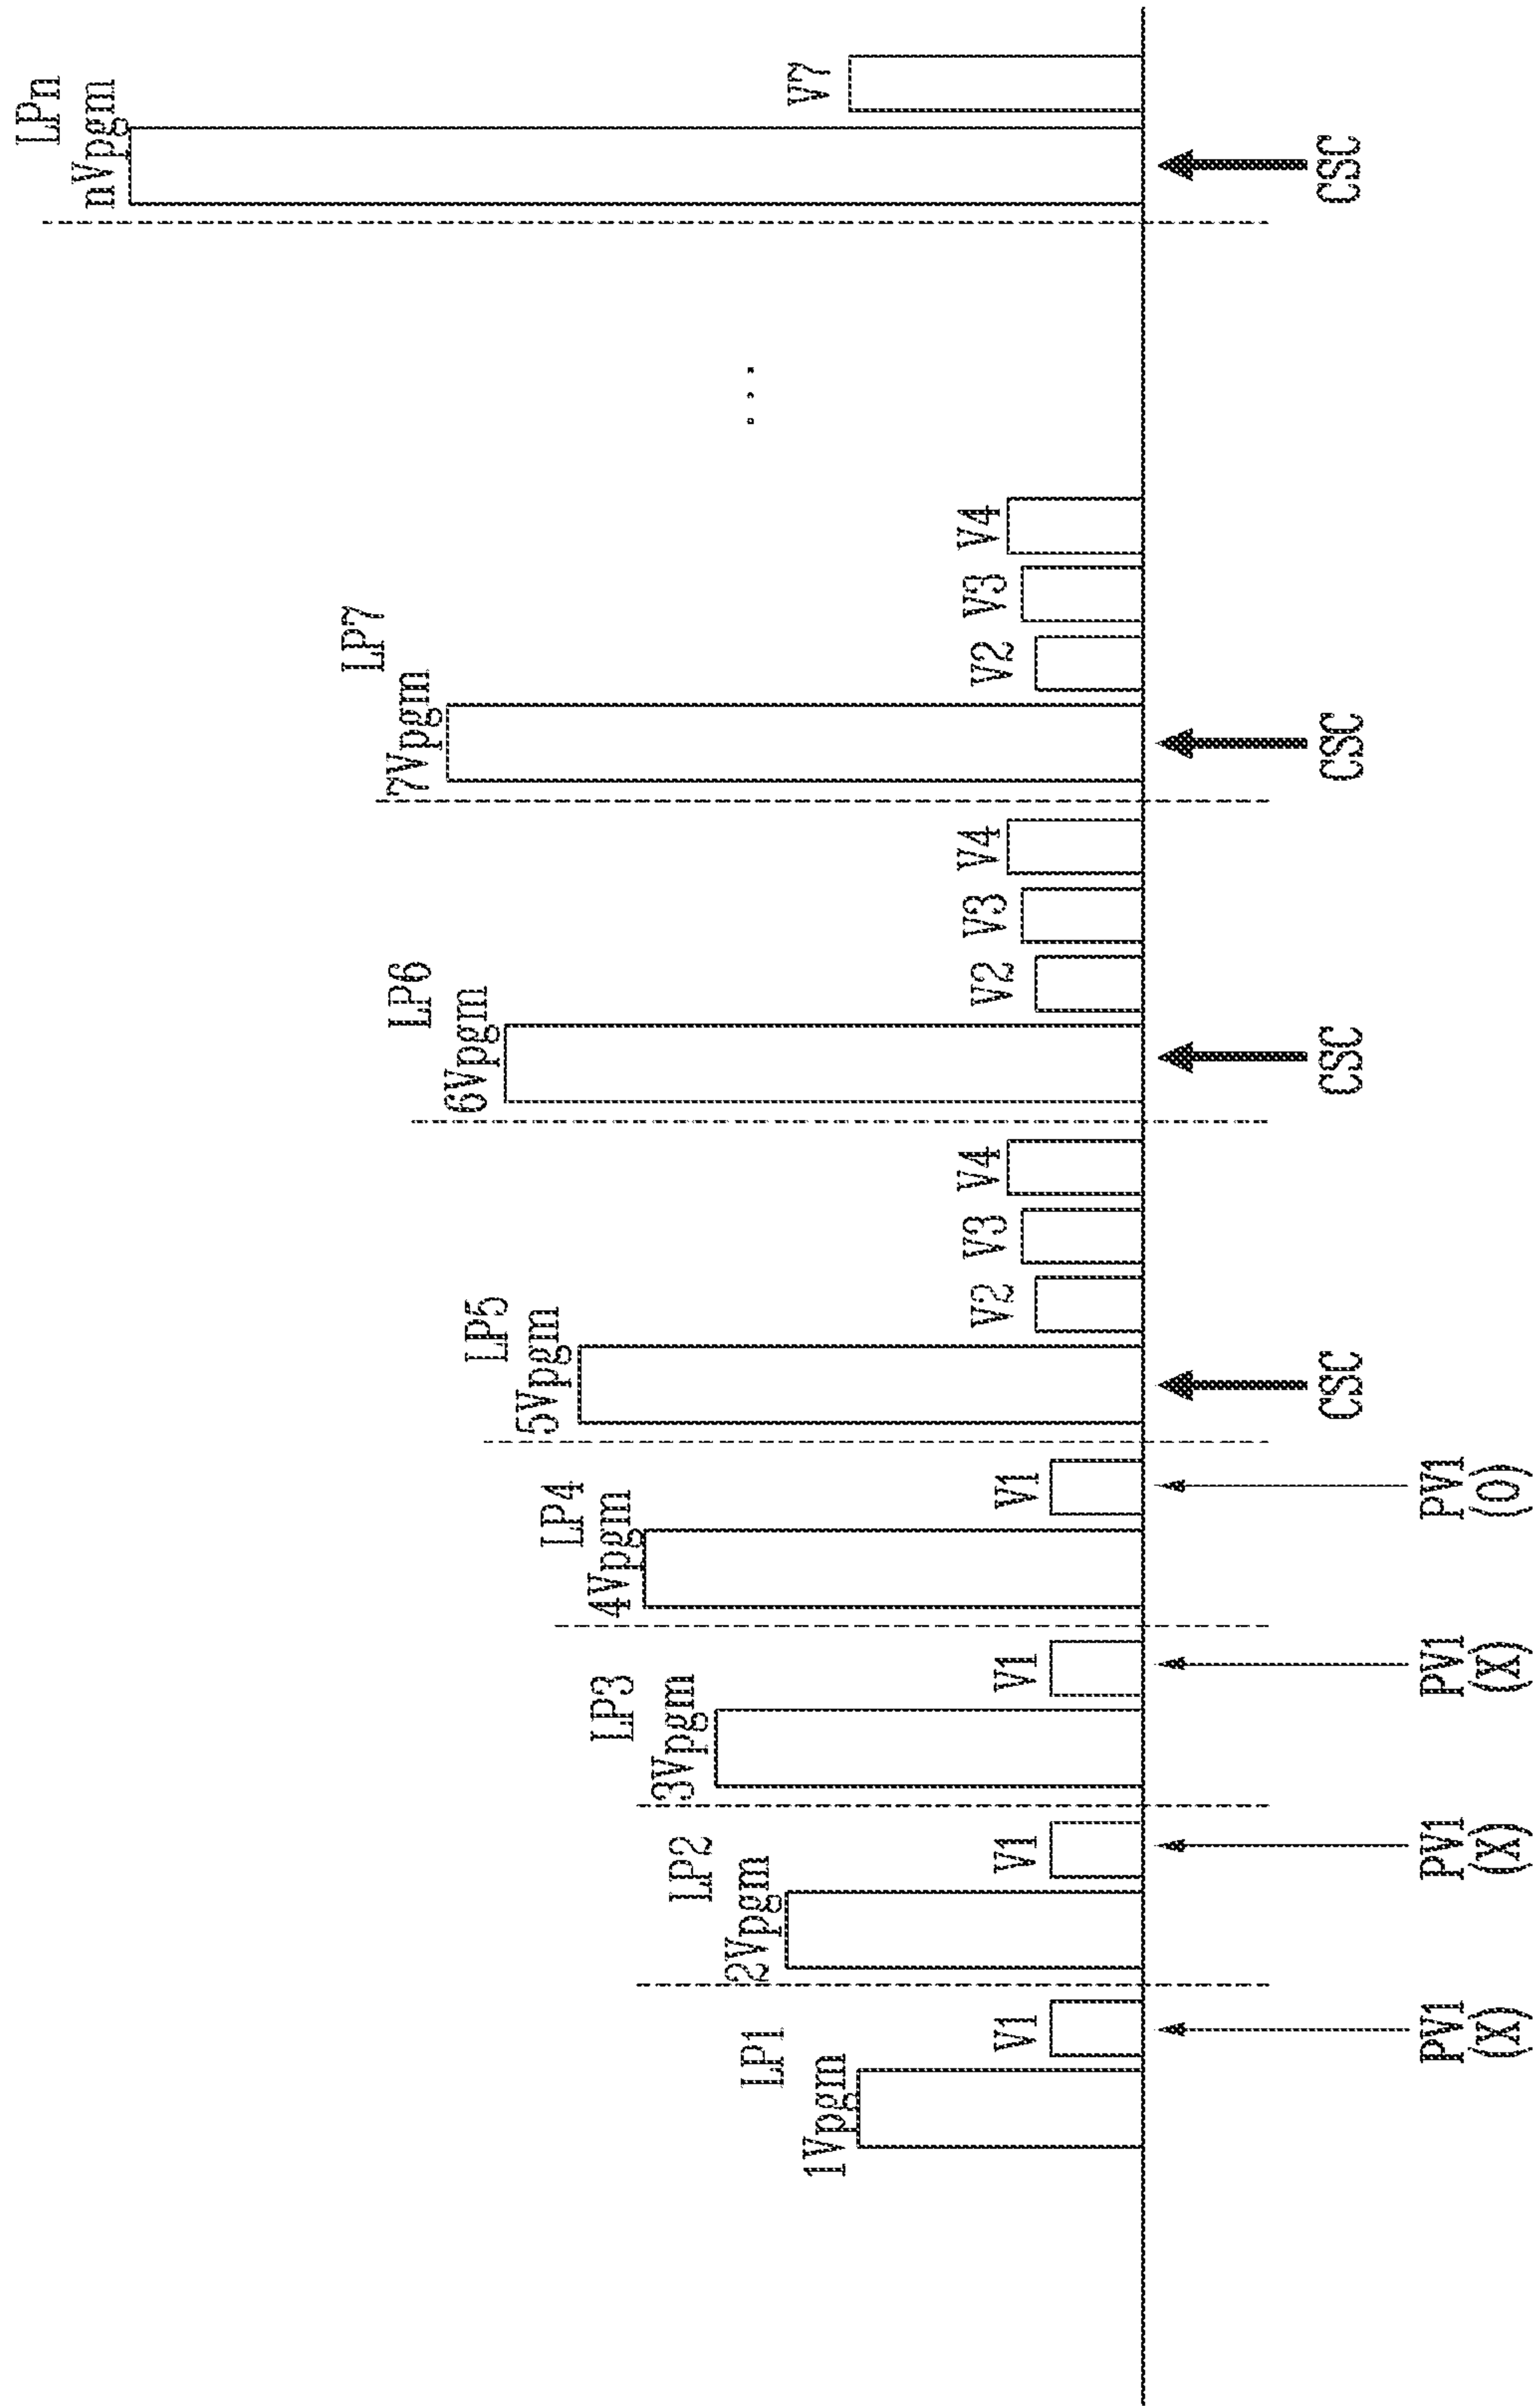 LP1
1Vpgm
V1
PV1
(X)
LP2
2Vpgm
V1
PV1
(X)
LP3
3Vpgm
V1
PV1
(X)
LP4
4Vpgm
V1
PV1
(O)
LP5
5Vpgm
V2
V3
V4
CSC
LP6
6Vpgm
V2
V3
V4
CSC
LP7
7Vpgm
V2
V3
V4
CSC
...
LPn
nVpgm
V7
CSC